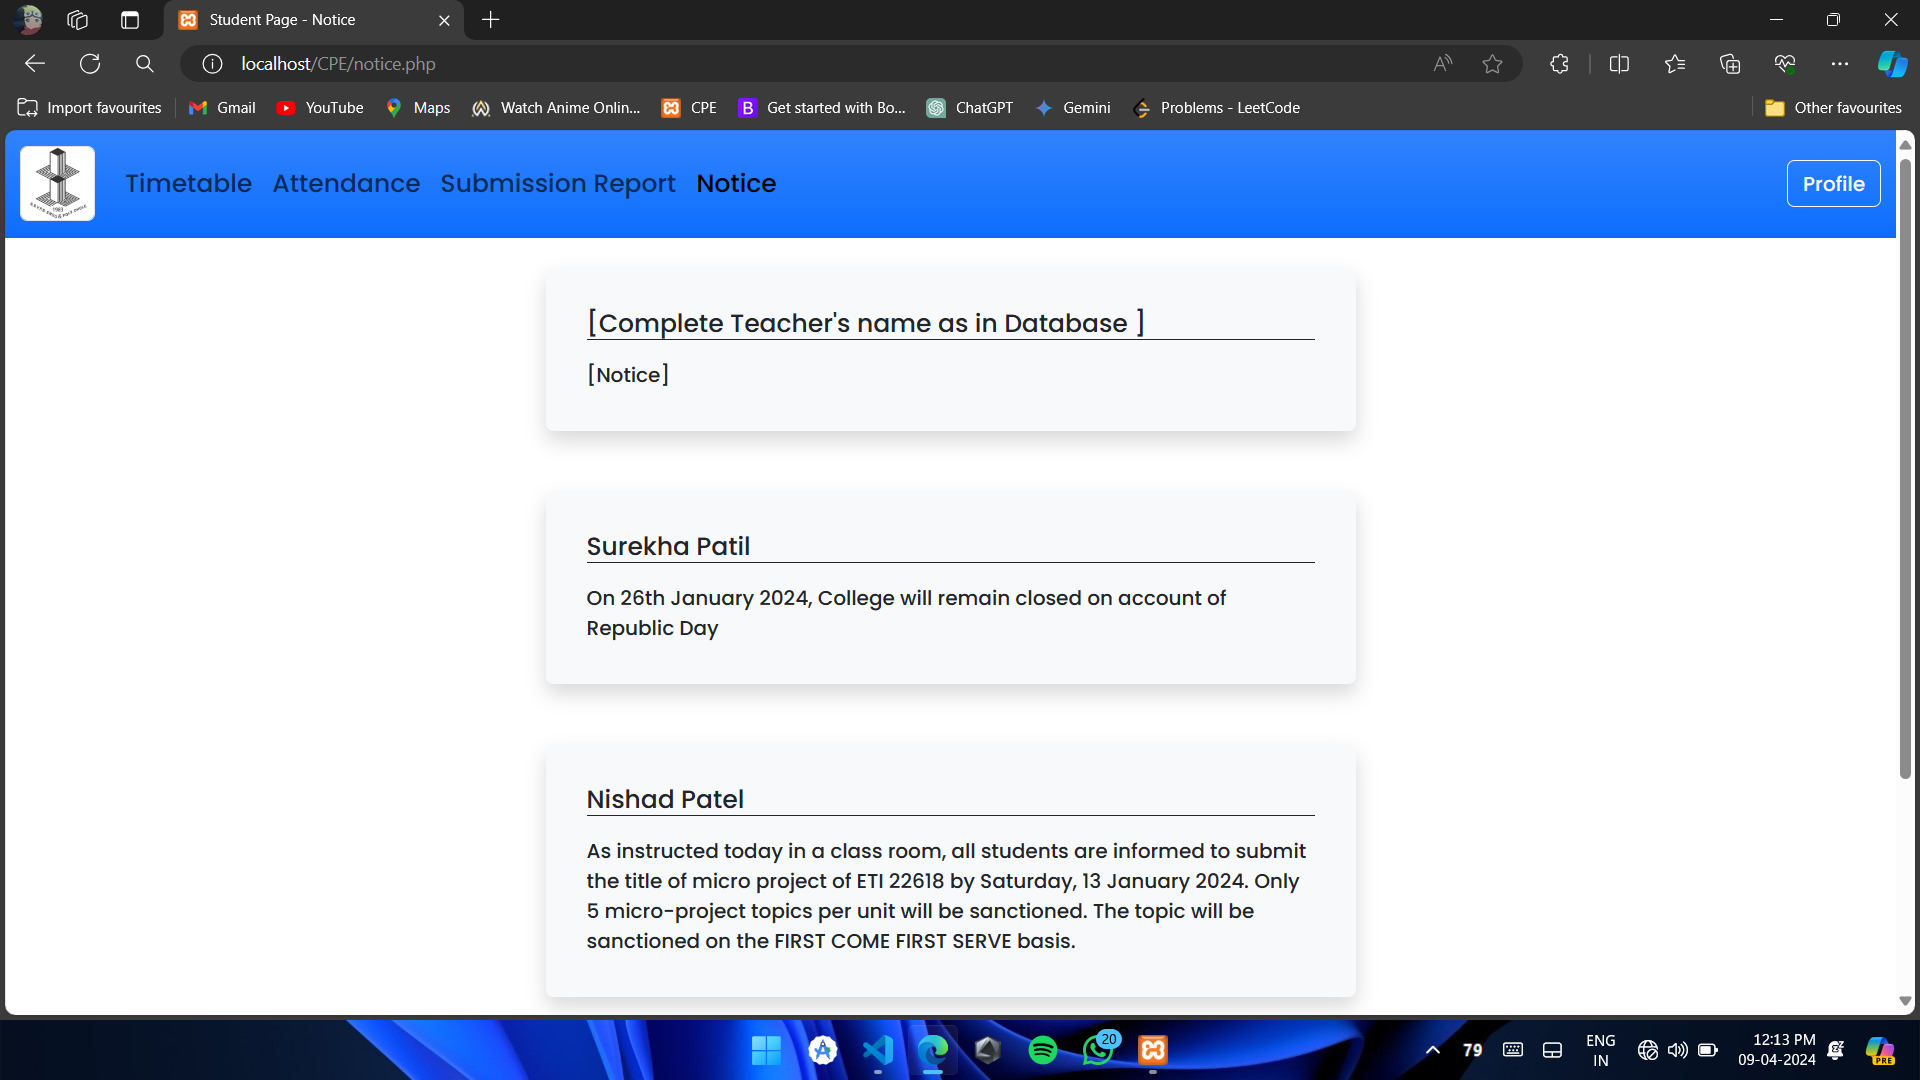 Student Page - Notice
localhost/CPE/notice.php
Import favourites
Gmail
YouTube
Maps
Watch Anime Onlin...
CPE
Get started with Bo...
ChatGPT
Gemini
Problems - LeetCode
Other favourites
Timetable
Attendance
Submission Report
Notice
Profile
[Complete Teacher's name as in Database ]
[Notice]
Surekha Patil
On 26th January 2024, College will remain closed on account of
Republic Day
Nishad Patel
As instructed today in a class room, all students are informed to submit
the title of micro project of ETI 22618 by Saturday, 13 January 2024. Only
5 micro-project topics per unit will be sanctioned. The topic will be
sanctioned on the FIRST COME FIRST SERVE basis.
20
79
ENG
IN
12:13 PM
09-04-2024
PRE